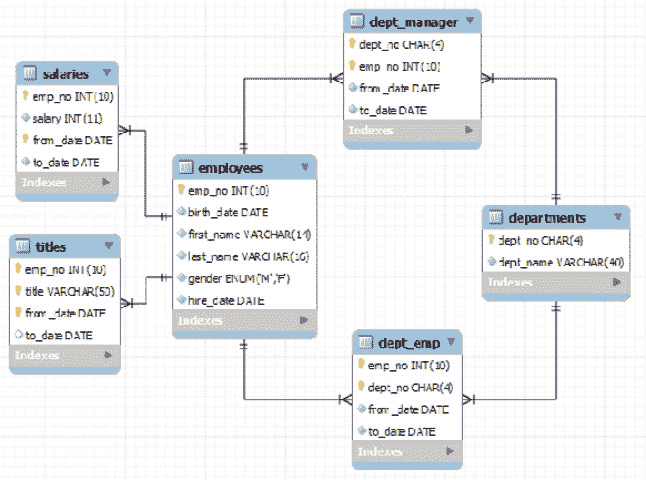 dept_manager
dept_no CHAR(4)
emp_no INT(10)
from_date DATE
to_date DATE
Indexes
salaries
emp_no INT(10)
salary INT(11)
from_date DATE
to_date DATE
Indexes
employees
emp_no INT(10)
birth_date DATE
first_name VARCHAR(14)
last_name VARCHAR(16)
gender ENUM('M','F')
hire_date DATE
Indexes
departments
dept_no CHAR(4)
dept_name VARCHAR(40)
Indexes
titles
emp_no INT(10)
title VARCHAR(50)
from_date DATE
to_date DATE
Indexes
dept_emp
emp_no INT(10)
dept_no CHAR(4)
from_date DATE
to_date DATE
Indexes